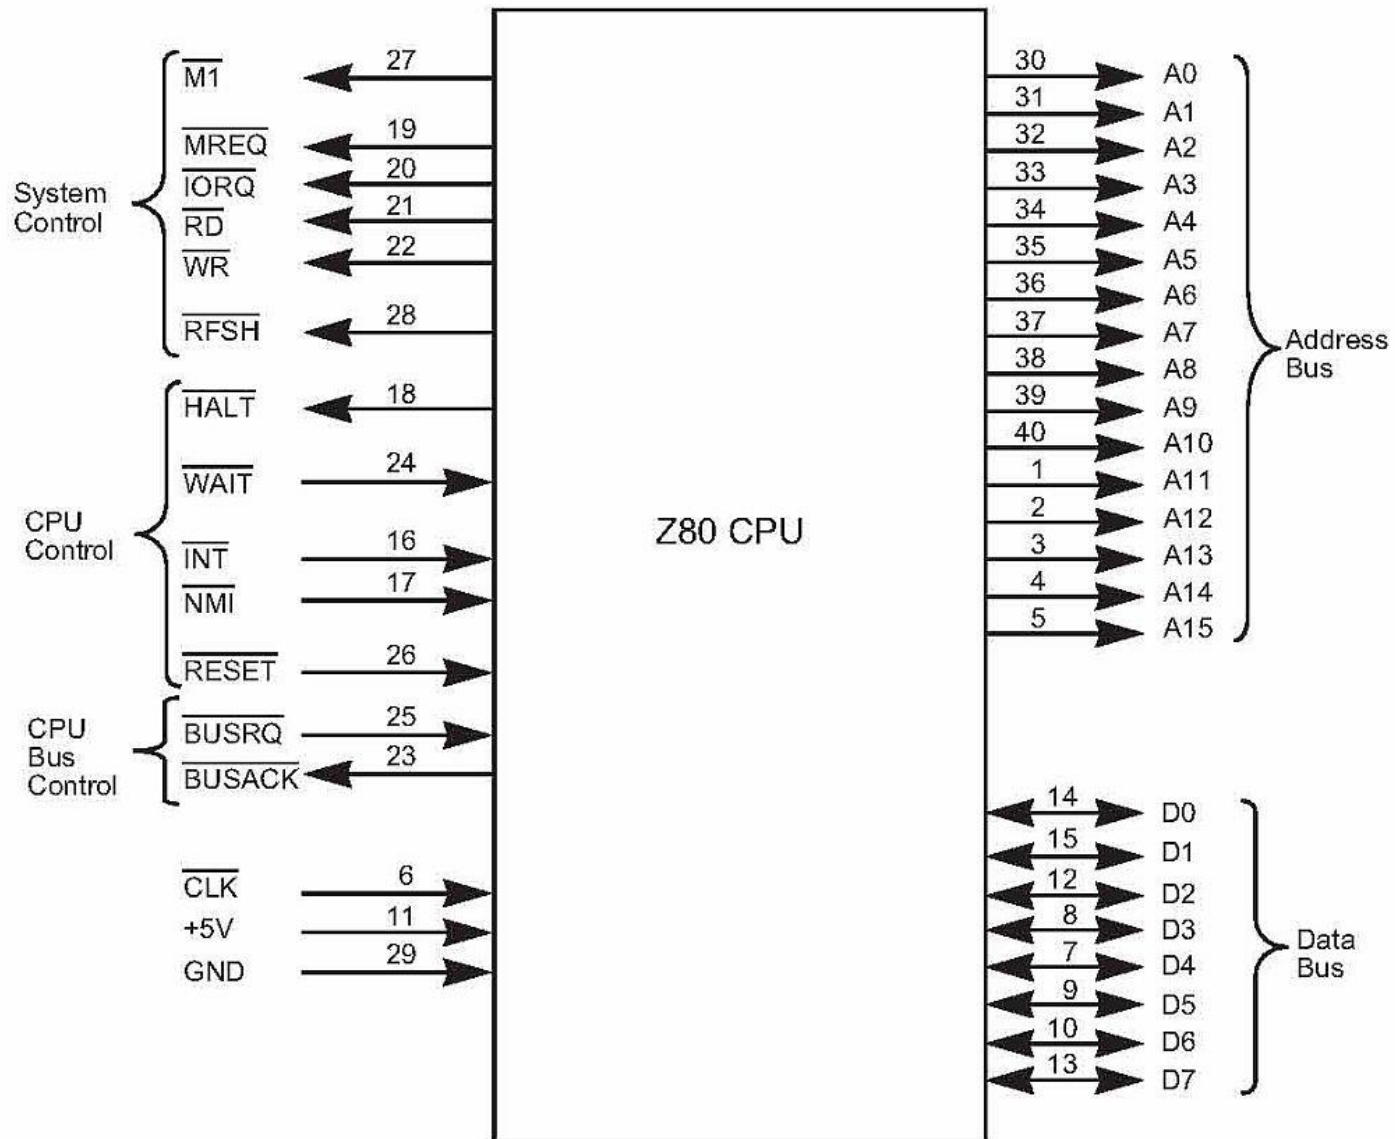 27
M1
19
MREQ
20
IORQ
21
RD
22
WR
28
RFSH
System
Control
18
HALT
24
WAIT
16
INT
17
NMI
26
RESET
CPU
Control
25
BUSRQ
23
BUSACK
CPU
Bus
Control
6
CLK
11
+5V
29
GND
Z80 CPU
30 A0
31 A1
32 A2
33 A3
34 A4
35 A5
36 A6
37 A7
38 A8
39 A9
40 A10
1 A11
2 A12
3 A13
4 A14
5 A15
Address
Bus
14 D0
15 D1
12 D2
8 D3
7 D4
9 D5
10 D6
13 D7
Data
Bus